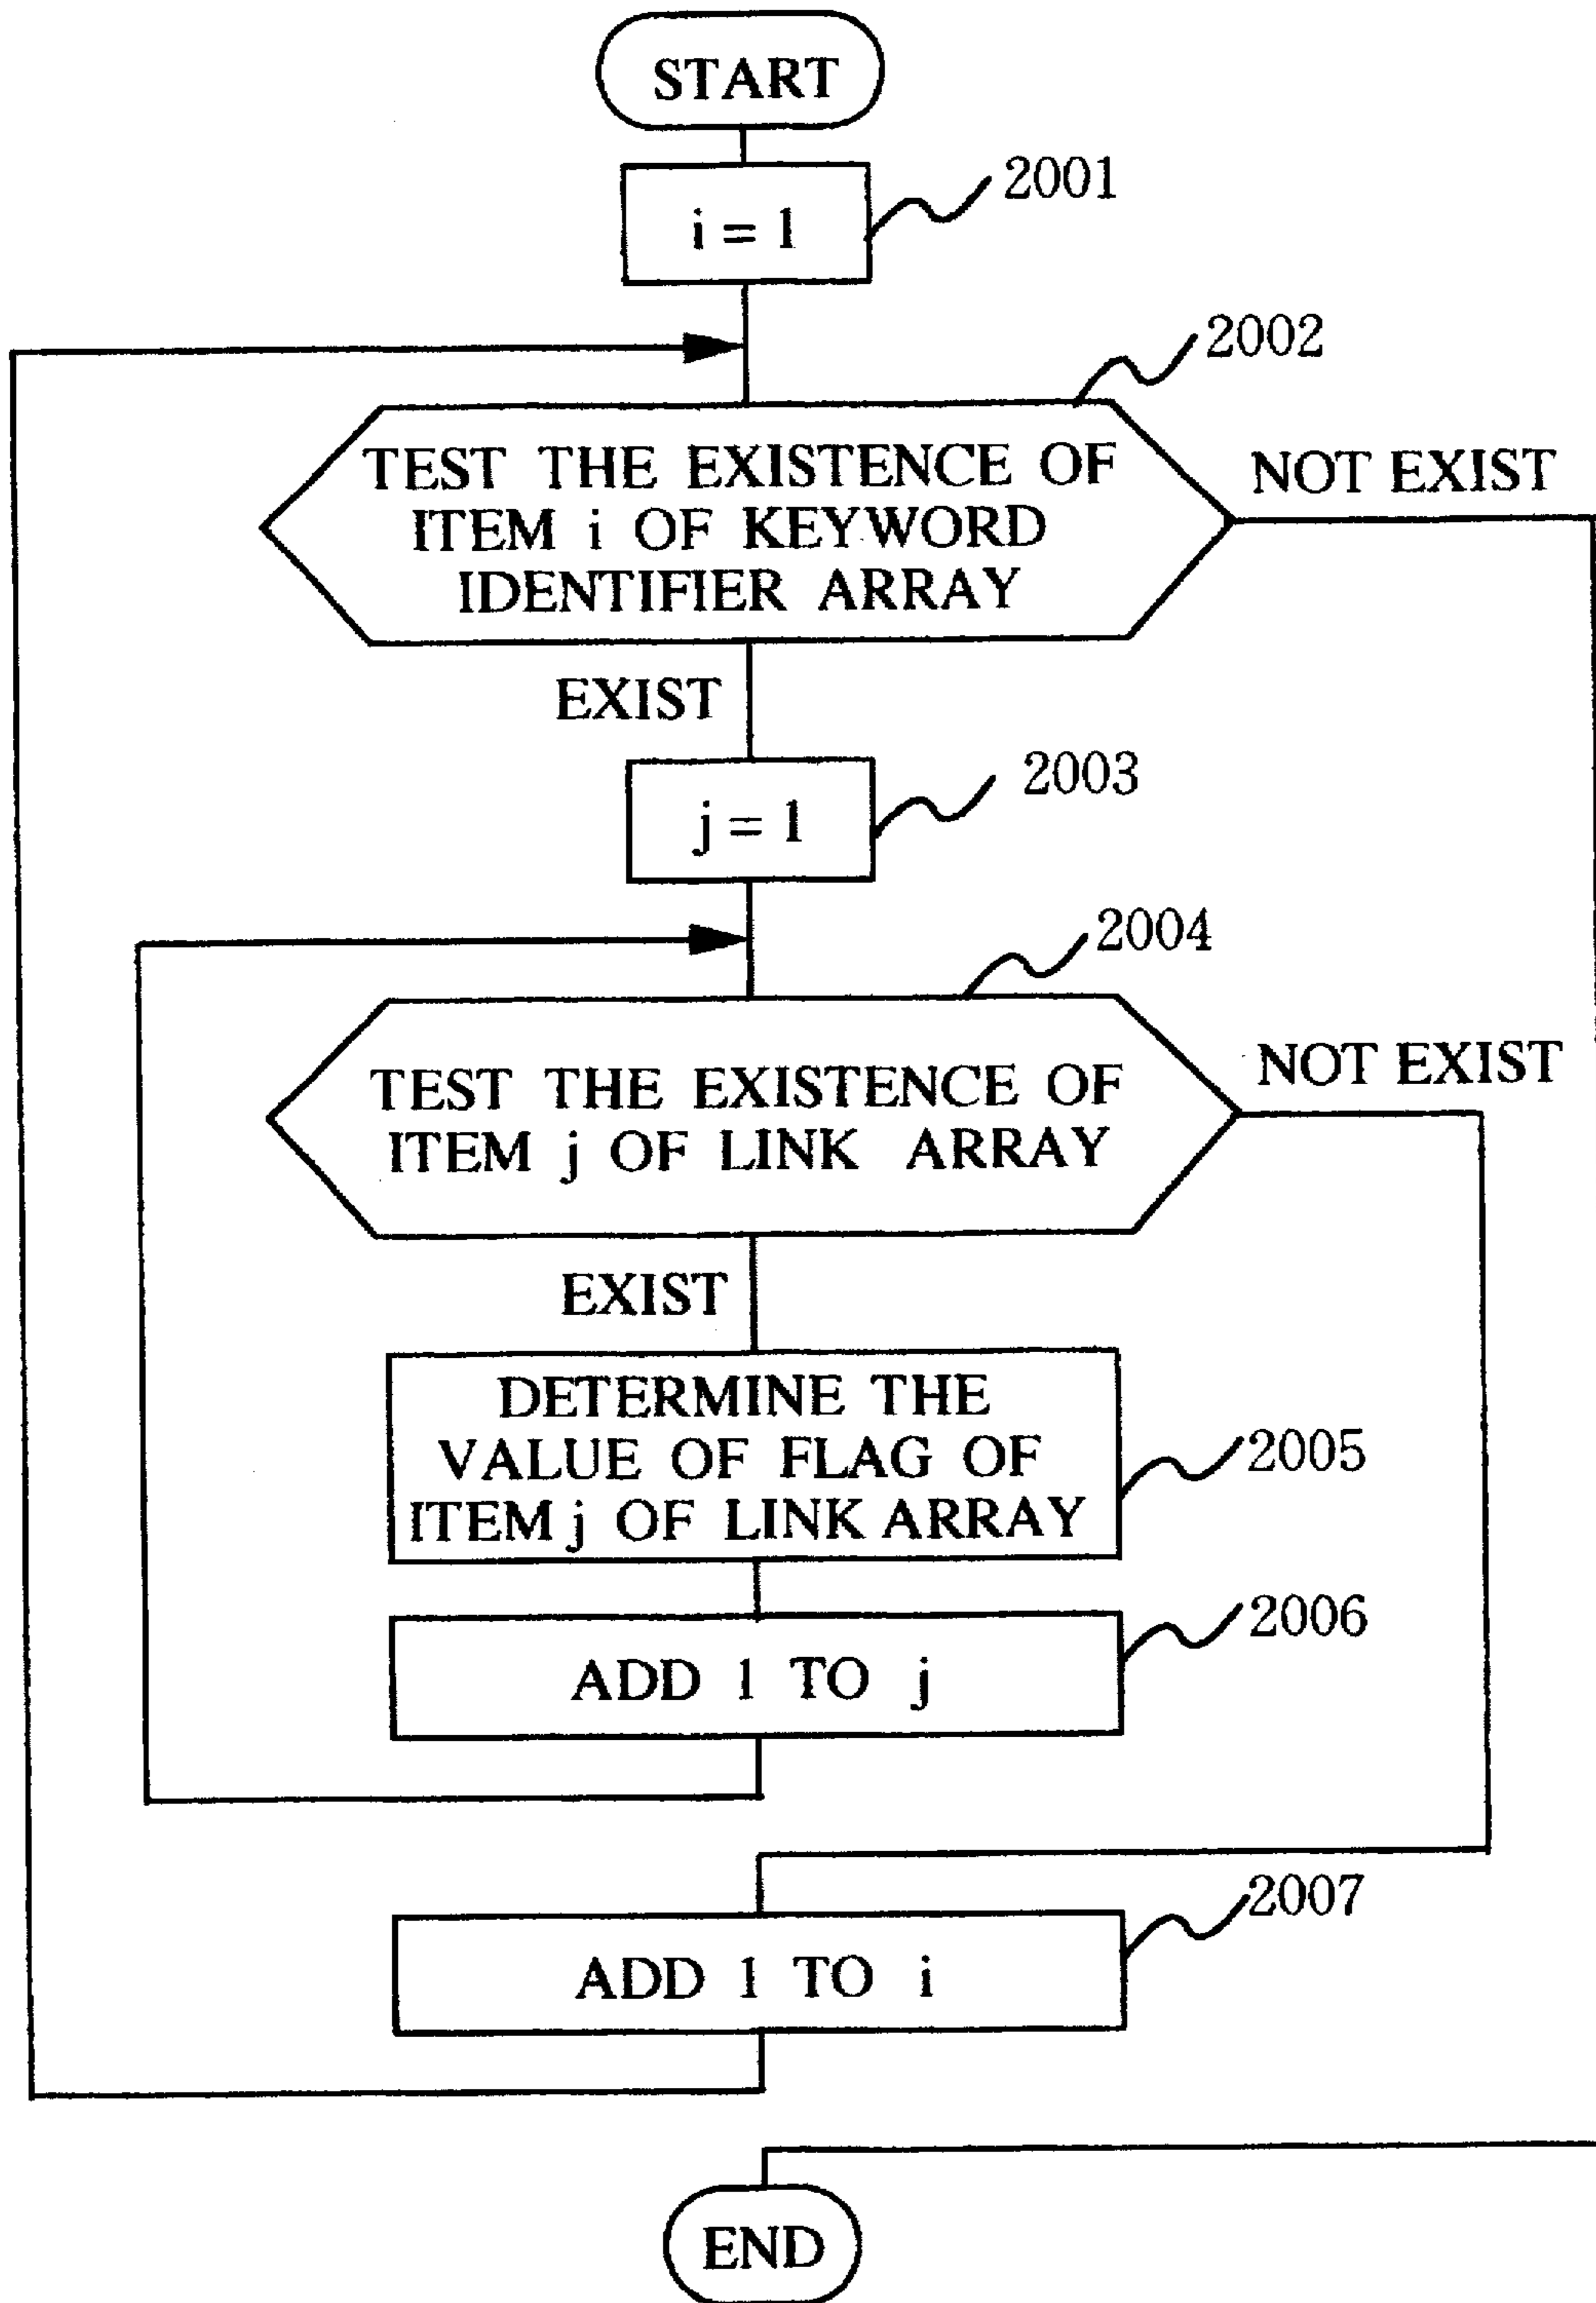 START
2001
i = 1
2002
TEST THE EXISTENCE OF
ITEM i OF KEYWORD
IDENTIFIER ARRAY
NOT EXIST
EXIST
2003
j = 1
2004
TEST THE EXISTENCE OF
ITEM j OF LINK ARRAY
NOT EXIST
EXIST
DETERMINE THE
VALUE OF FLAG OF
ITEM j OF LINK ARRAY
2005
2006
ADD 1 TO j
2007
ADD 1 TO i
END